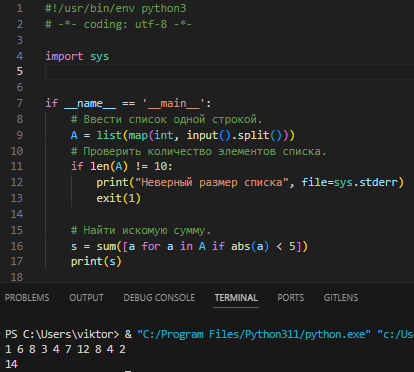 1 #!/usr/bin/env python3
2 # -*- coding: utf-8 -*-
3
4 import sys
5
6
7 if __name__ == '__main__':
8 # Ввести список одной строкой.
9 A = list(map(int, input().split()))
10 # Проверить количество элементов списка.
11 if len(A) != 10:
12 print("Неверный размер списка", file=sys.stderr)
13 exit(1)
14
15 # Найти искомую сумму.
16 s = sum([a for a in A if abs(a) < 5])
17 print(s)
18
PROBLEMS OUTPUT DEBUG CONSOLE TERMINAL PORTS GITLENS
PS C:\Users\viktor> & "C:/Program Files/Python311/python.exe" "c:/Us
1 6 8 3 4 7 12 8 4 2
14